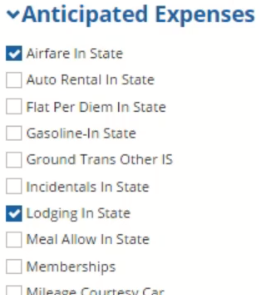 Anticipated Expenses
Airfare In State
Auto Rental In State
Flat Per Diem In State
Gasoline-In State
Ground Trans Other IS
Incidentals In State
Lodging In State
Meal Allow In State
Memberships
Mileage Courtesy Car